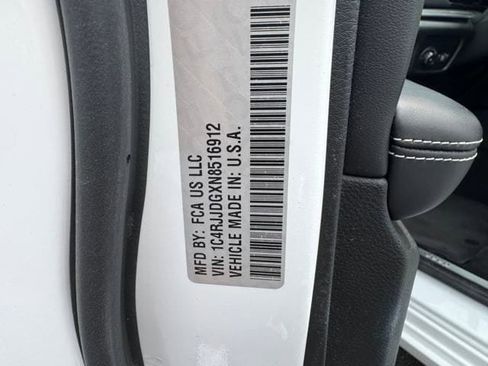 MFD BY: FCA US LLC
VIN: 1C4RJJDGXN8516912
VEHICLE MADE IN: U.S.A.